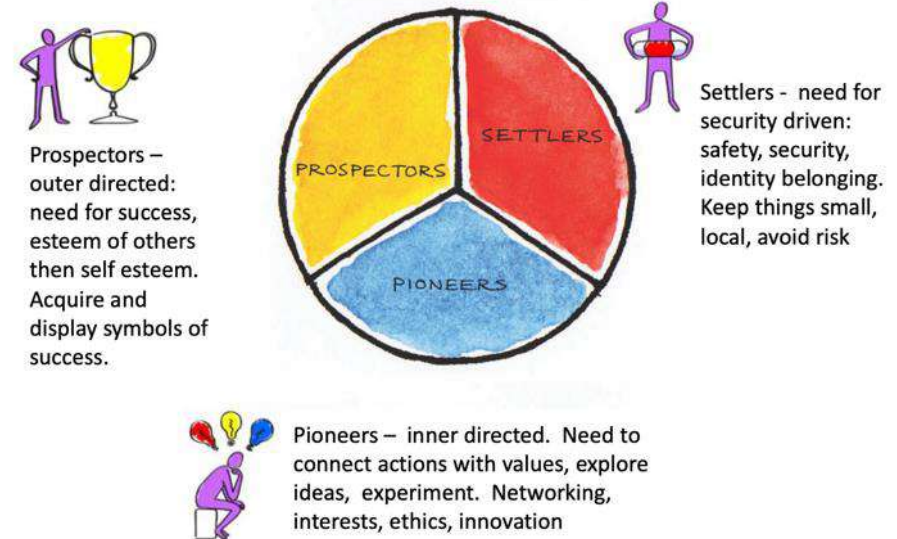 PROSPECTORS
SETTLERS
PIONEERS
Prospectors –
outer directed:
need for success,
esteem of others
then self esteem.
Acquire and
display symbols of
success.
Settlers -  need for
security driven:
safety, security,
identity belonging.
Keep things small,
local, avoid risk
Pioneers –  inner directed.  Need to
connect actions with values, explore
ideas,  experiment.  Networking,
interests, ethics, innovation